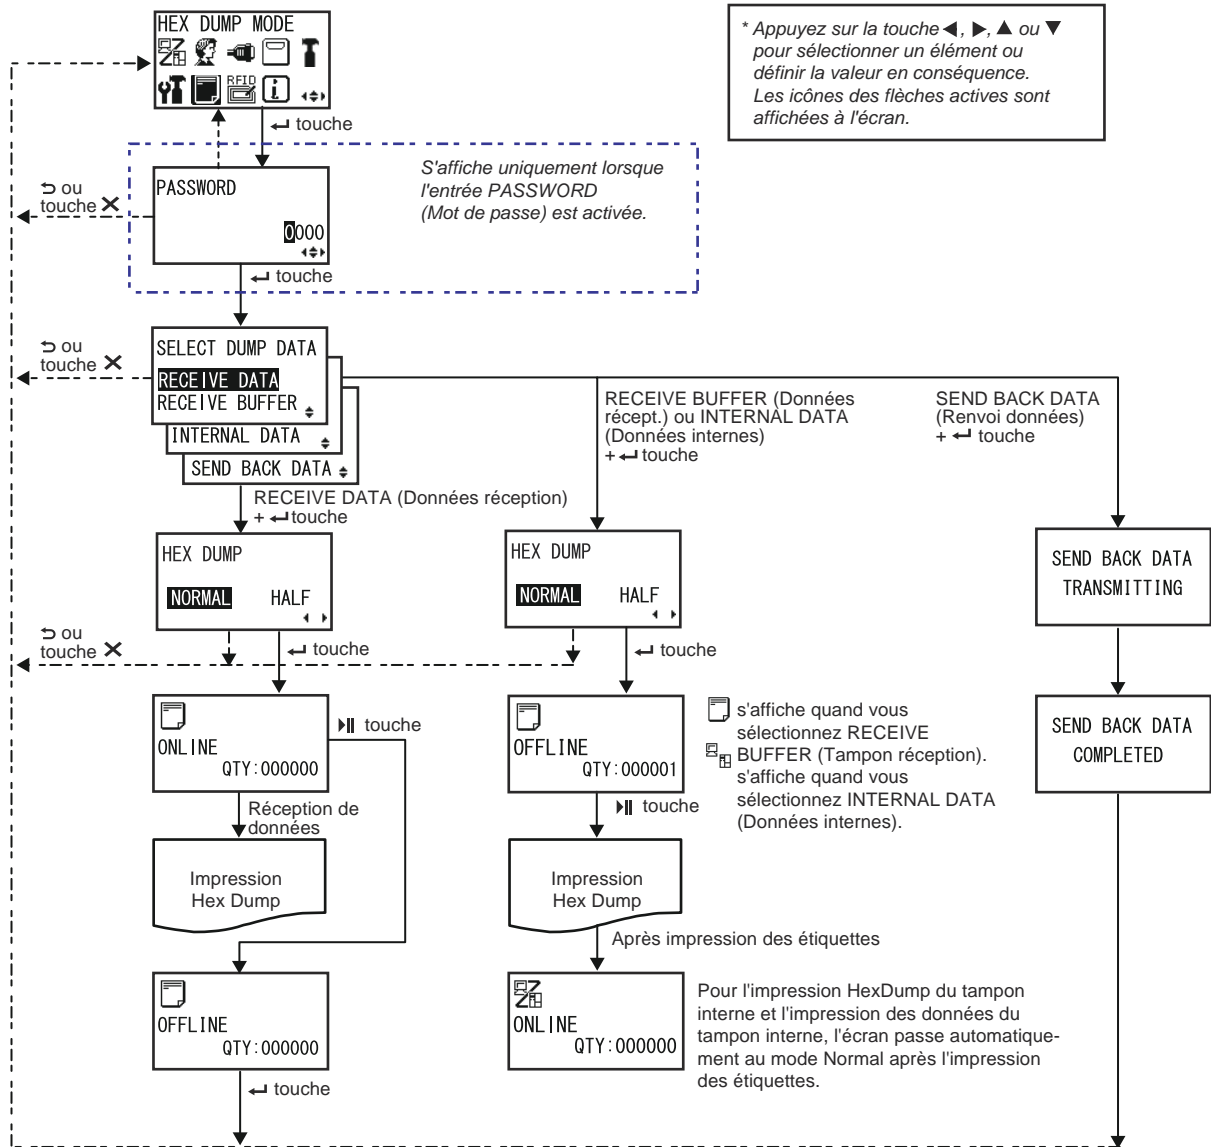 HEX DUMP MODE
RFID
* Appuyez sur la touche ◀, ▶, ▲ ou ▼
pour sélectionner un élément ou
définir la valeur en conséquence.
Les icônes des flèches actives sont
affichées à l'écran.
↵ touche
PASSWORD
0000
S'affiche uniquement lorsque
l'entrée PASSWORD
(Mot de passe) est activée.
⮌ ou
touche ✕
↵ touche
SELECT DUMP DATA
RECEIVE DATA
RECEIVE BUFFER
INTERNAL DATA
SEND BACK DATA
⮌ ou
touche ✕
RECEIVE BUFFER (Données
récept.) ou INTERNAL DATA
(Données internes)
+ ↵ touche
SEND BACK DATA
(Renvoi données)
+ ↵ touche
RECEIVE DATA (Données réception)
+ ↵ touche
HEX DUMP
NORMAL HALF
HEX DUMP
NORMAL HALF
SEND BACK DATA
TRANSMITTING
⮌ ou
touche ✕
↵ touche
↵ touche
ONLINE
QTY:000000
▶|| touche
OFFLINE
QTY:000001
s'affiche quand vous
sélectionnez RECEIVE
BUFFER (Tampon réception).
s'affiche quand vous
sélectionnez INTERNAL DATA
(Données internes).
SEND BACK DATA
COMPLETED
Réception de
données
▶|| touche
Impression
Hex Dump
Impression
Hex Dump
Après impression des étiquettes
OFFLINE
QTY:000000
ONLINE
QTY:000000
Pour l'impression HexDump du tampon
interne et l'impression des données du
tampon interne, l'écran passe automatique-
ment au mode Normal après l'impression
des étiquettes.
↵ touche